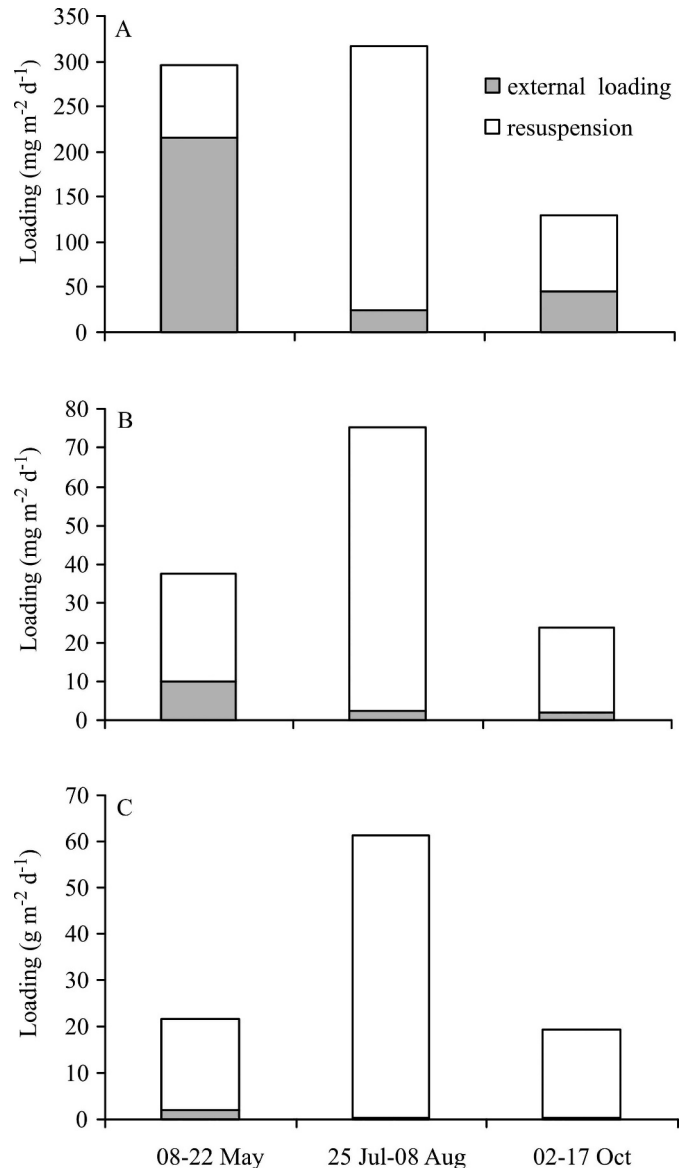 A
350
300
250
200
150
100
50
0
Loading (mg m-2 d-1)
external loading
resuspension
B
80
70
60
50
40
30
20
10
0
Loading (mg m-2 d-1)
C
70
60
50
40
30
20
10
0
Loading (g m-2 d-1)
08-22 May 25 Jul-08 Aug 02-17 Oct